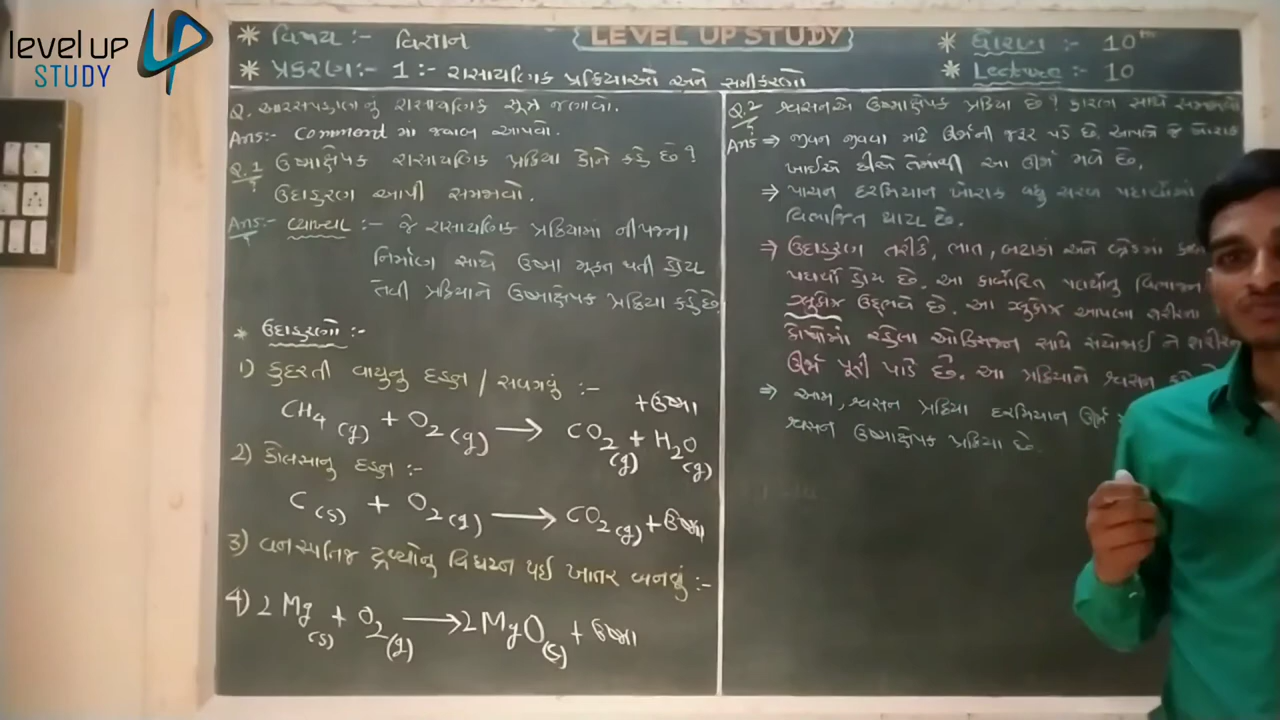 level up
STUDY
* વિષય :- વિજ્ઞાન
LEVEL UP STUDY
* ધોરણ :- 10th
* પ્રકરણ:- 1 :- રાસાયણિક પ્રક્રિયાઓ અને સમીકરણો
* Lecture :- 10
Q. આરસપહાણનું રાસાયણિક સૂત્ર જણાવો.
Ans:- Commend માં જવાબ આપવો.
Q.1 ઉષ્માક્ષેપક રાસાયણિક પ્રક્રિયા કોને કહે છે?
ઉદાહરણ આપી સમજાવો.
Ans:- વ્યાખ્યા :- જે રાસાયણિક પ્રક્રિયામાં નીપજના
નિર્માણ સાથે ઉષ્મા મુક્ત થતી હોય
તેવી પ્રક્રિયાને ઉષ્માક્ષેપક પ્રક્રિયા કહે છે.
* ઉદાહરણો :-
1) કુદરતી વાયુનુ દહન / સળગવું :-
CH4 (g) + O2 (g) → CO2 (g) + H2O (g) + ઉષ્મા
2) કોલસાનુ દહન :-
C (s) + O2 (g) → CO2 (g) + ઉષ્મા
3) વનસ્પતિજ દ્રવ્યોનુ વિઘટન થઈ ખાતર બનવું :-
4) 2 Mg (s) + O2 (g) → 2 MgO (s) + ઉષ્મા
Q.2 શ્વસન એ ઉષ્માક્ષેપક પ્રક્રિયા છે? કારણ સાથે સમજાવો
Ans ⇒ જીવન જીવવા માટે ઊર્જાની જરૂર પડે છે. આપણે જે ખોરાક
ખાઈએ છીએ તેમાંથી આ ઊર્જા મળે છે.
⇒ પાચન દરમિયાન ખોરાક વધુ સરળ પદાર્થોમાં
વિભાજિત થાય છે.
⇒ ઉદાહરણ તરીકે, ભાત, બટાકા અને બ્રેડમાં
પદાર્થો હોય છે. આ કાર્બોદિત પદાર્થોનું વિભાજન
ગ્લુકોઝ ઉદ્ભવે છે. આ ગ્લુકોઝ આપણા શરીરના
કોષોમાં રહેલા ઓક્સિજન સાથે સંયોજાઈ ને શરીરને
ઊર્જા પૂરી પાડે છે. આ પ્રક્રિયાને શ્વસન કહે છે
⇒ આમ, શ્વસન પ્રક્રિયા દરમિયાન ઊર્જા
શ્વસન ઉષ્માક્ષેપક પ્રક્રિયા છે.